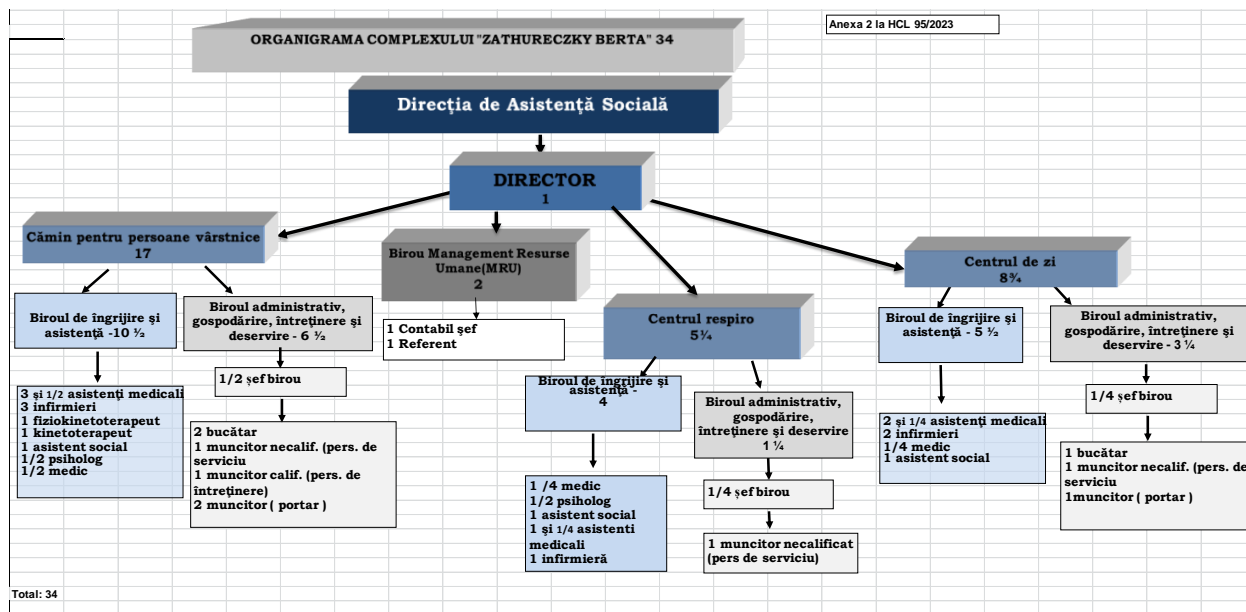 Anexa 2 la HCL 95/2023
ORGANIGRAMA COMPLEXULUI "ZATHURECZKY BERTA" 34
Direcția de Asistență Socială
DIRECTOR
1
Cămin pentru persoane vârstnice
17
Biroul de îngrijire și
asistență -10 ½
3 și 1/2 asistenți medicali
3 infirmieri
1 fiziokinetoterapeut
1 kinetoterapeut
1 asistent social
1/2 psiholog
1/2 medic
Biroul administrativ,
gospodărire, întreținere și
deservire - 6 ½
1/2 șef birou
2 bucătar
1 muncitor necalif. (pers. de
serviciu
1 muncitor calif. (pers. de
întreținere)
2 muncitor ( portar )
Birou Management Resurse
Umane(MRU)
2
1 Contabil șef
1 Referent
Centrul respiro
5¼
Biroul de îngrijire și
asistență -
4
1 /4 medic
1/2 psiholog
1 asistent social
1 și 1/4 asistenti
medicali
1 infirmieră
Biroul administrativ,
gospodărire,
întreținere și deservire
1 ¼
1/4 șef birou
1 muncitor necalificat
(pers de serviciu)
Centrul de zi
8¾
Biroul de îngrijire și
asistență - 5 ½
2 și 1/4 asistenți medicali
2 infirmieri
1/4 medic
1 asistent social
Biroul administrativ,
gospodărire, întreținere și
deservire - 3 ¼
1/4 șef birou
1 bucătar
1 muncitor necalif. (pers. de
serviciu
1muncitor ( portar )
Total: 34